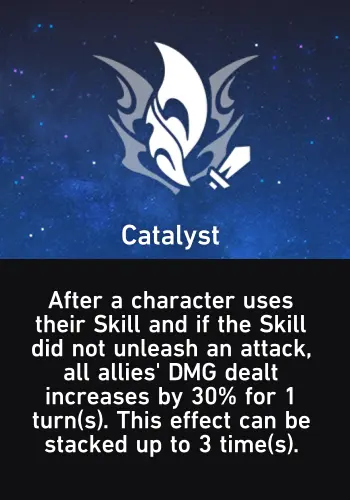 Catalyst
After a character uses
their Skill and if the Skill
did not unleash an attack,
all allies' DMG dealt
increases by 30% for 1
turn(s). This effect can be
stacked up to 3 time(s).